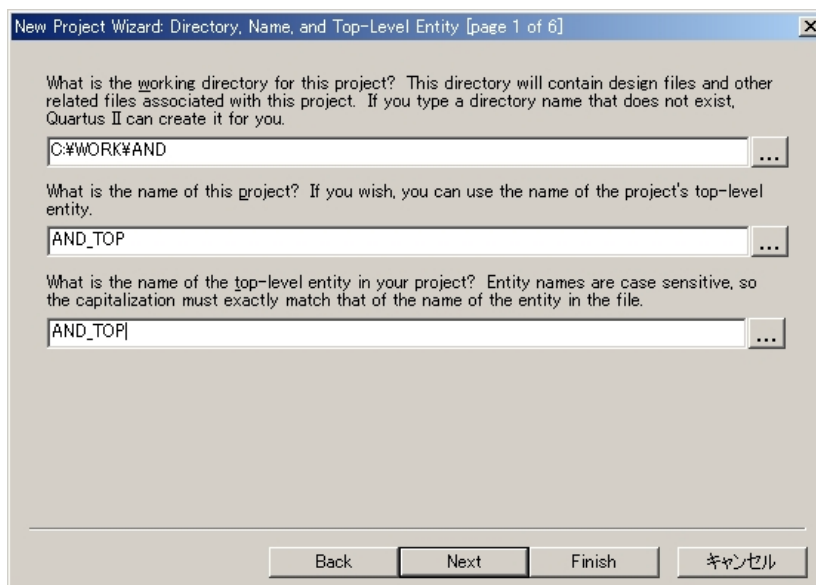 New Project Wizard: Directory, Name, and Top-Level Entity [page 1 of 6]
What is the working directory for this project? This directory will contain design files and other
related files associated with this project. If you type a directory name that does not exist,
Quartus II can create it for you.
C:¥WORK¥AND
...
What is the name of this project? If you wish, you can use the name of the project's top-level
entity.
AND_TOP
...
What is the name of the top-level entity in your project? Entity names are case sensitive, so
the capitalization must exactly match that of the name of the entity in the file.
AND_TOP
...
Back Next Finish キャンセル